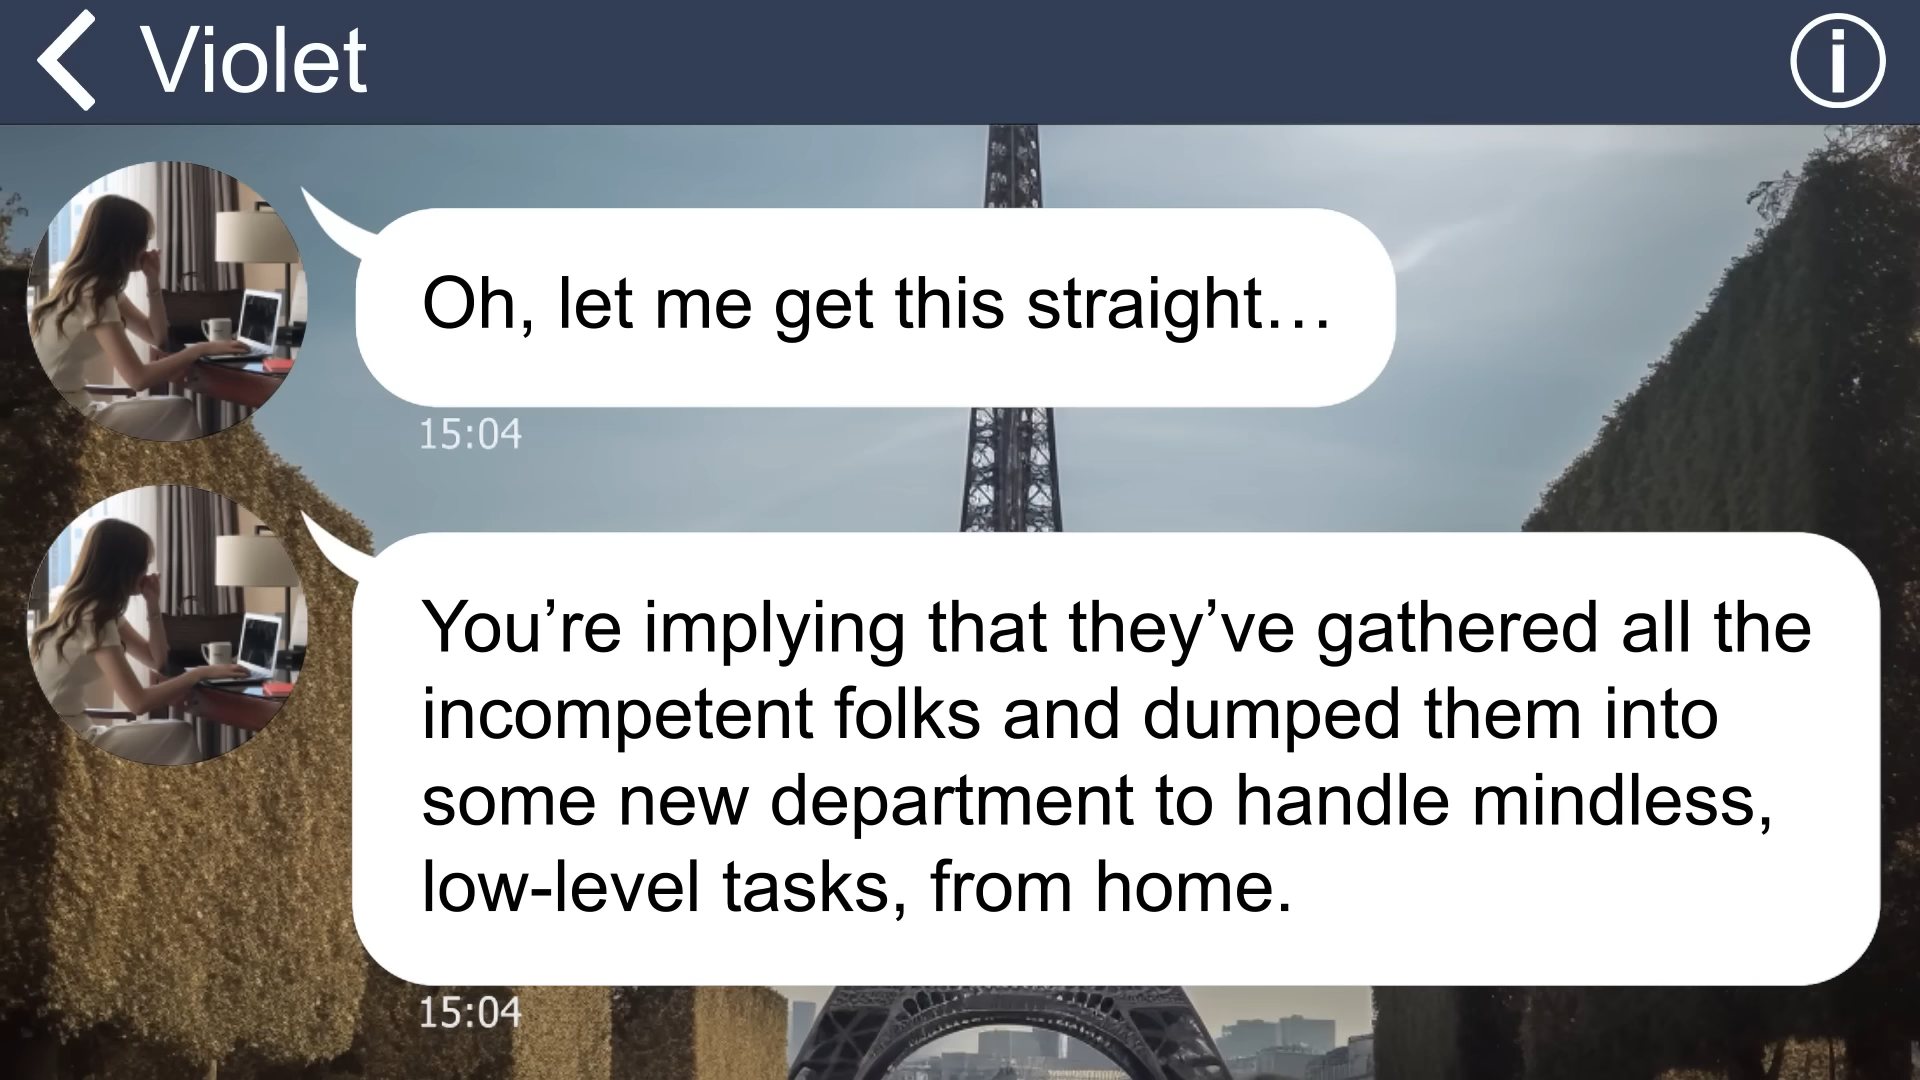 Violet
Oh, let me get this straight…
15:04
You’re implying that they’ve gathered all the
incompetent folks and dumped them into
some new department to handle mindless,
low-level tasks, from home.
15:04